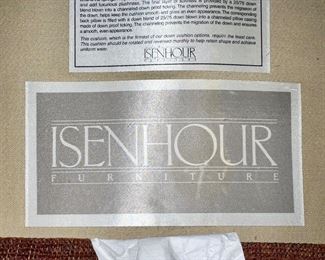 and add luxurious plushness. The final layer of softness is provided by a 25/75 down
blend blown into a channeled down proof ticking. The channeling prevents the migration of
the down, helps keep the cushion smooth and gives an even appearance. The corresponding
back pillow is filled with a down blend of 25/75 down blown into a channeled pillow casing
made of down proof ticking. The channeling prevents the migration of the down and ensures
a smooth, even appearance.
This cushion, which is the firmest of our down cushion options, require the least care.
This cushion should be rotated and reversed monthly to help retain shape and achieve
uniform wear.
ISENHOUR
FURNITURE
ISENHOUR
FURNITURE